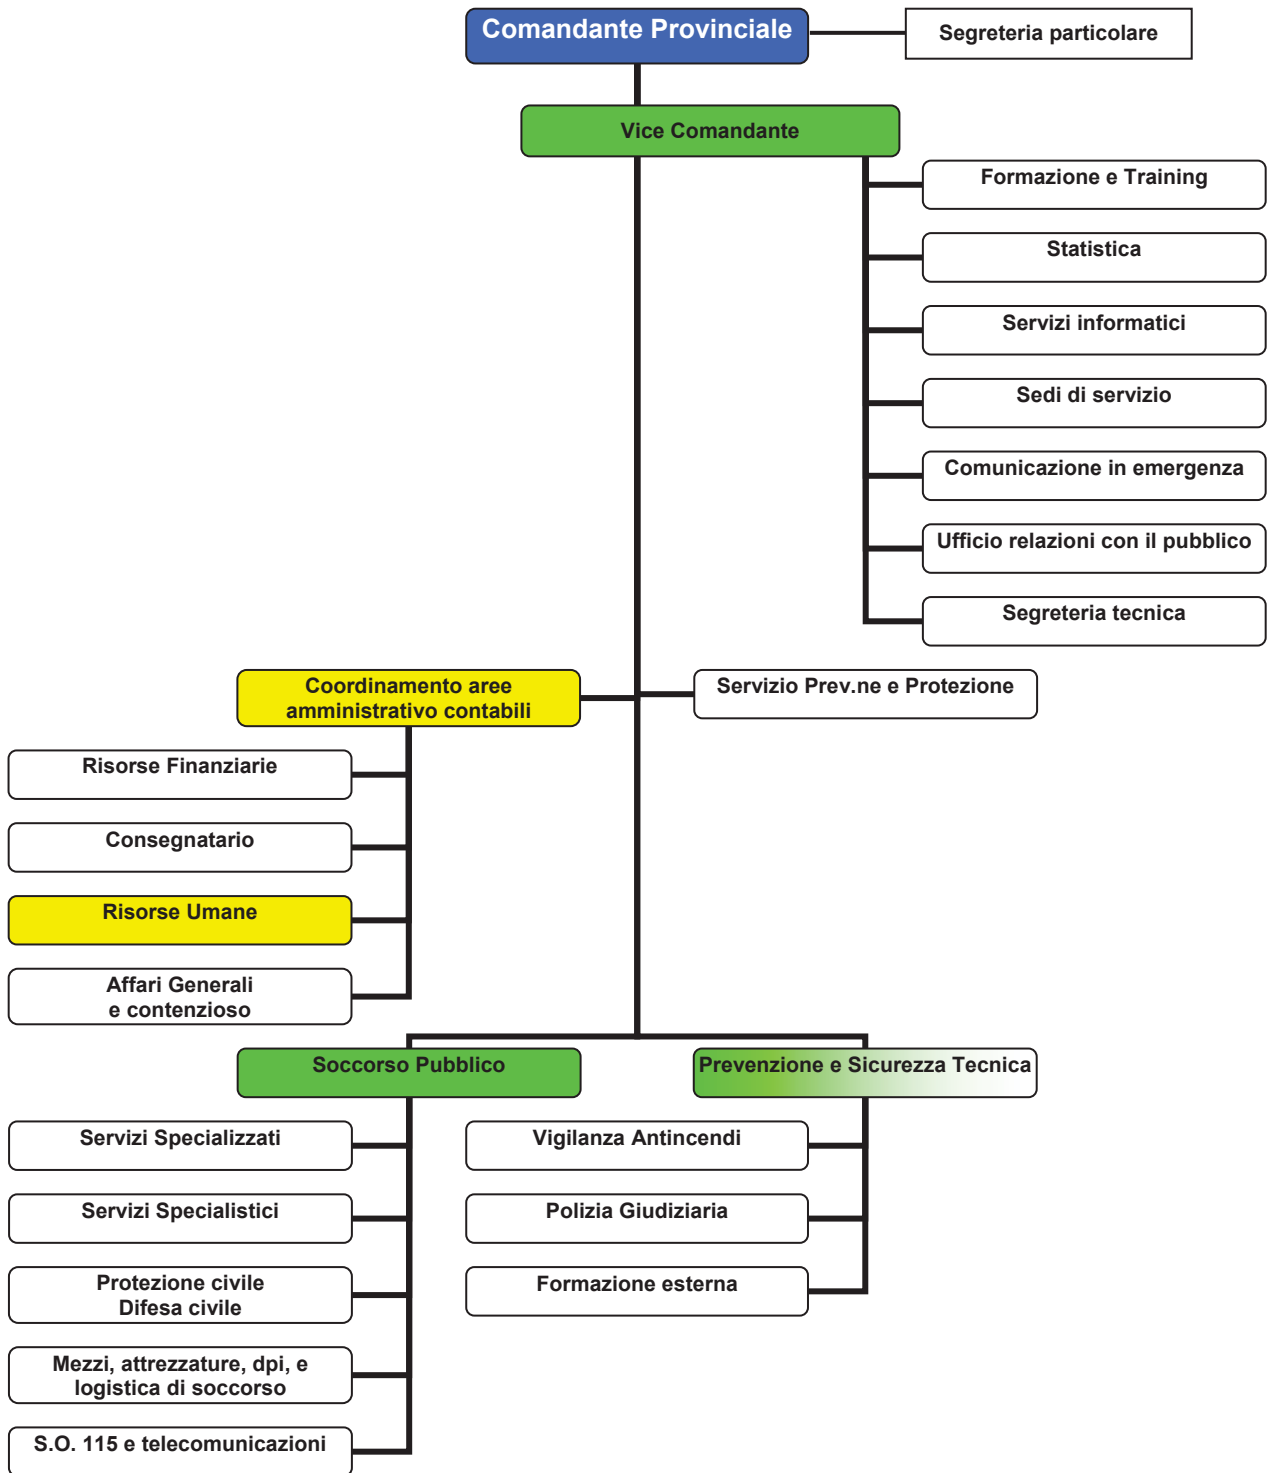 Comandante Provinciale
Segreteria particolare
Vice Comandante
Formazione e Training
Statistica
Servizi informatici
Sedi di servizio
Comunicazione in emergenza
Ufficio relazioni con il pubblico
Segreteria tecnica
Coordinamento aree
amministrativo contabili
Servizio Prev.ne e Protezione
Risorse Finanziarie
Consegnatario
Risorse Umane
Affari Generali
e contenzioso
Soccorso Pubblico
Prevenzione e Sicurezza Tecnica
Servizi Specializzati
Servizi Specialistici
Protezione civile
Difesa civile
Mezzi, attrezzature, dpi, e
logistica di soccorso
S.O. 115 e telecomunicazioni
Vigilanza Antincendi
Polizia Giudiziaria
Formazione esterna